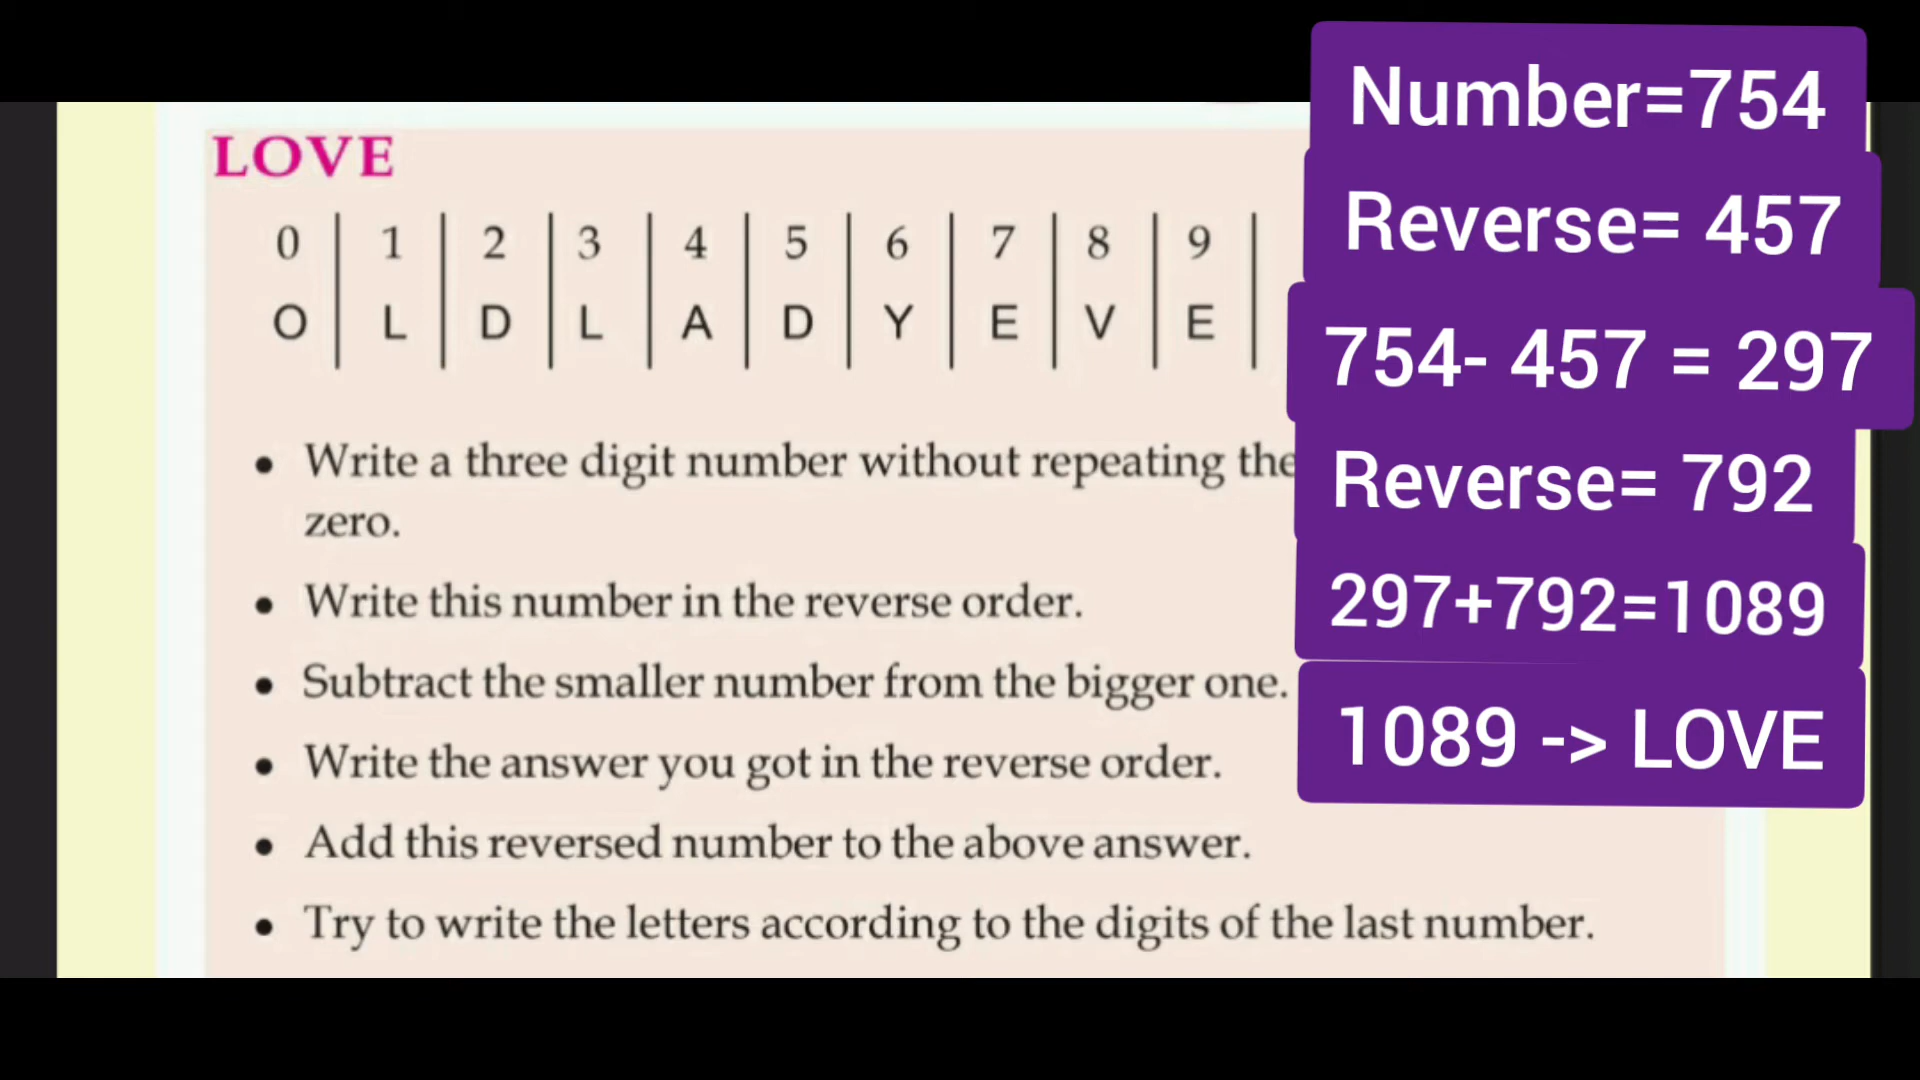 LOVE
0 1 2 3 4 5 6 7 8 9
O L D L A D Y E V E
• Write a three digit number without repeating the
zero.
• Write this number in the reverse order.
• Subtract the smaller number from the bigger one.
• Write the answer you got in the reverse order.
• Add this reversed number to the above answer.
• Try to write the letters according to the digits of the last number.
Number=754
Reverse= 457
754- 457 = 297
Reverse= 792
297+792=1089
1089 -> LOVE